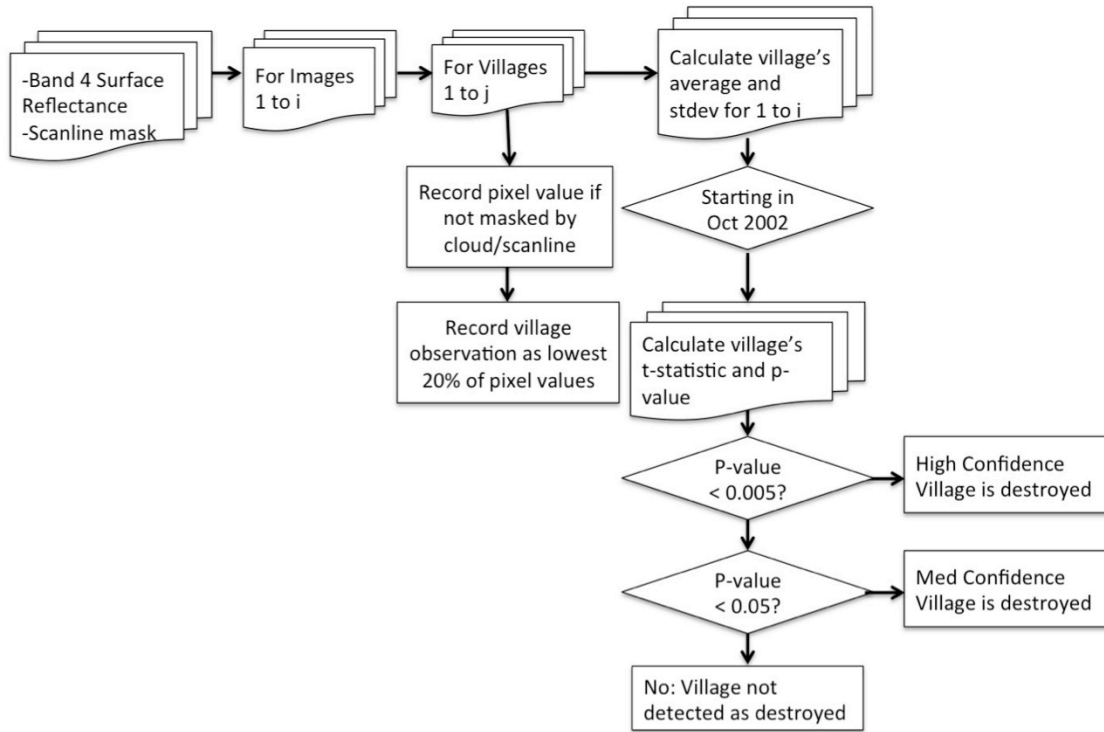 -Band 4 Surface
Reflectance
-Scanline mask
For Images
1 to i
For Villages
1 to j
Calculate village's
average and
stdev for 1 to i
Record pixel value if
not masked by
cloud/scanline
Starting in
Oct 2002
Record village
observation as lowest
20% of pixel values
Calculate village's
t-statistic and p-
value
P-value
< 0.005?
High Confidence
Village is destroyed
P-value
< 0.05?
Med Confidence
Village is destroyed
No: Village not
detected as destroyed